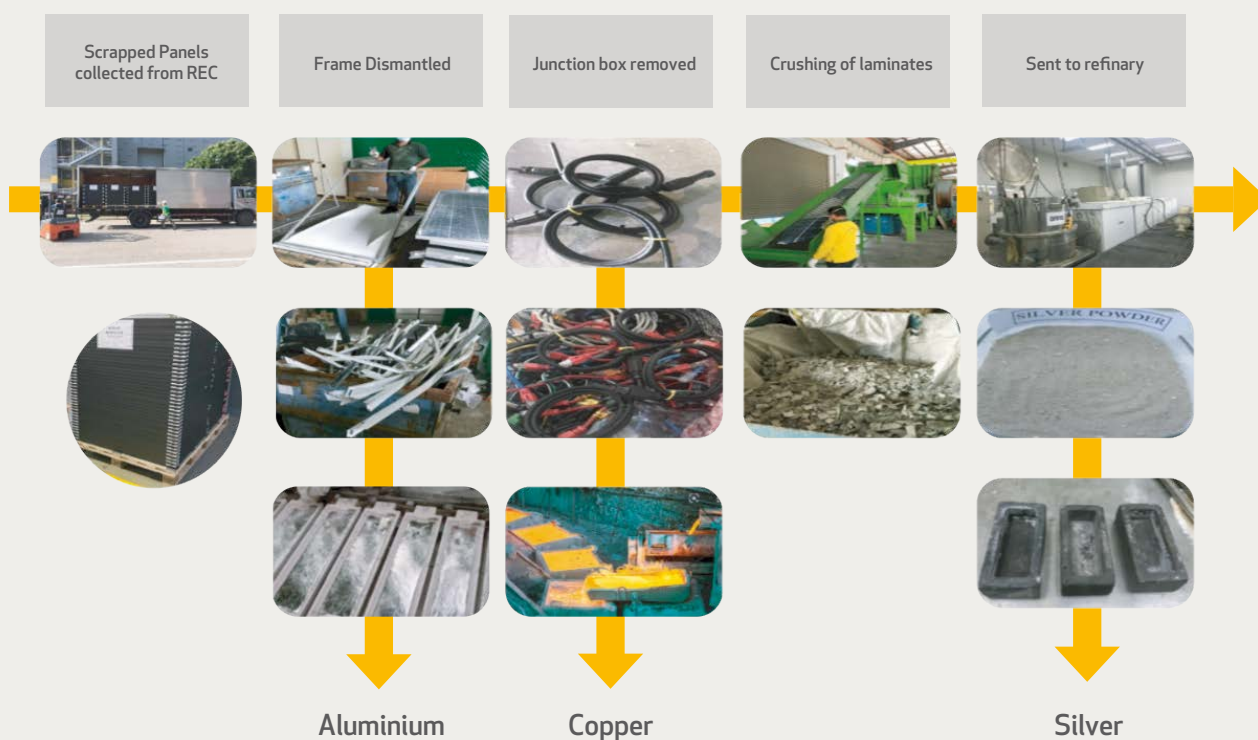 Scrapped Panels
collected from REC
Frame Dismantled
Junction box removed
Crushing of laminates
Sent to refinary
SILVER POWDER
Aluminium
Copper
Silver